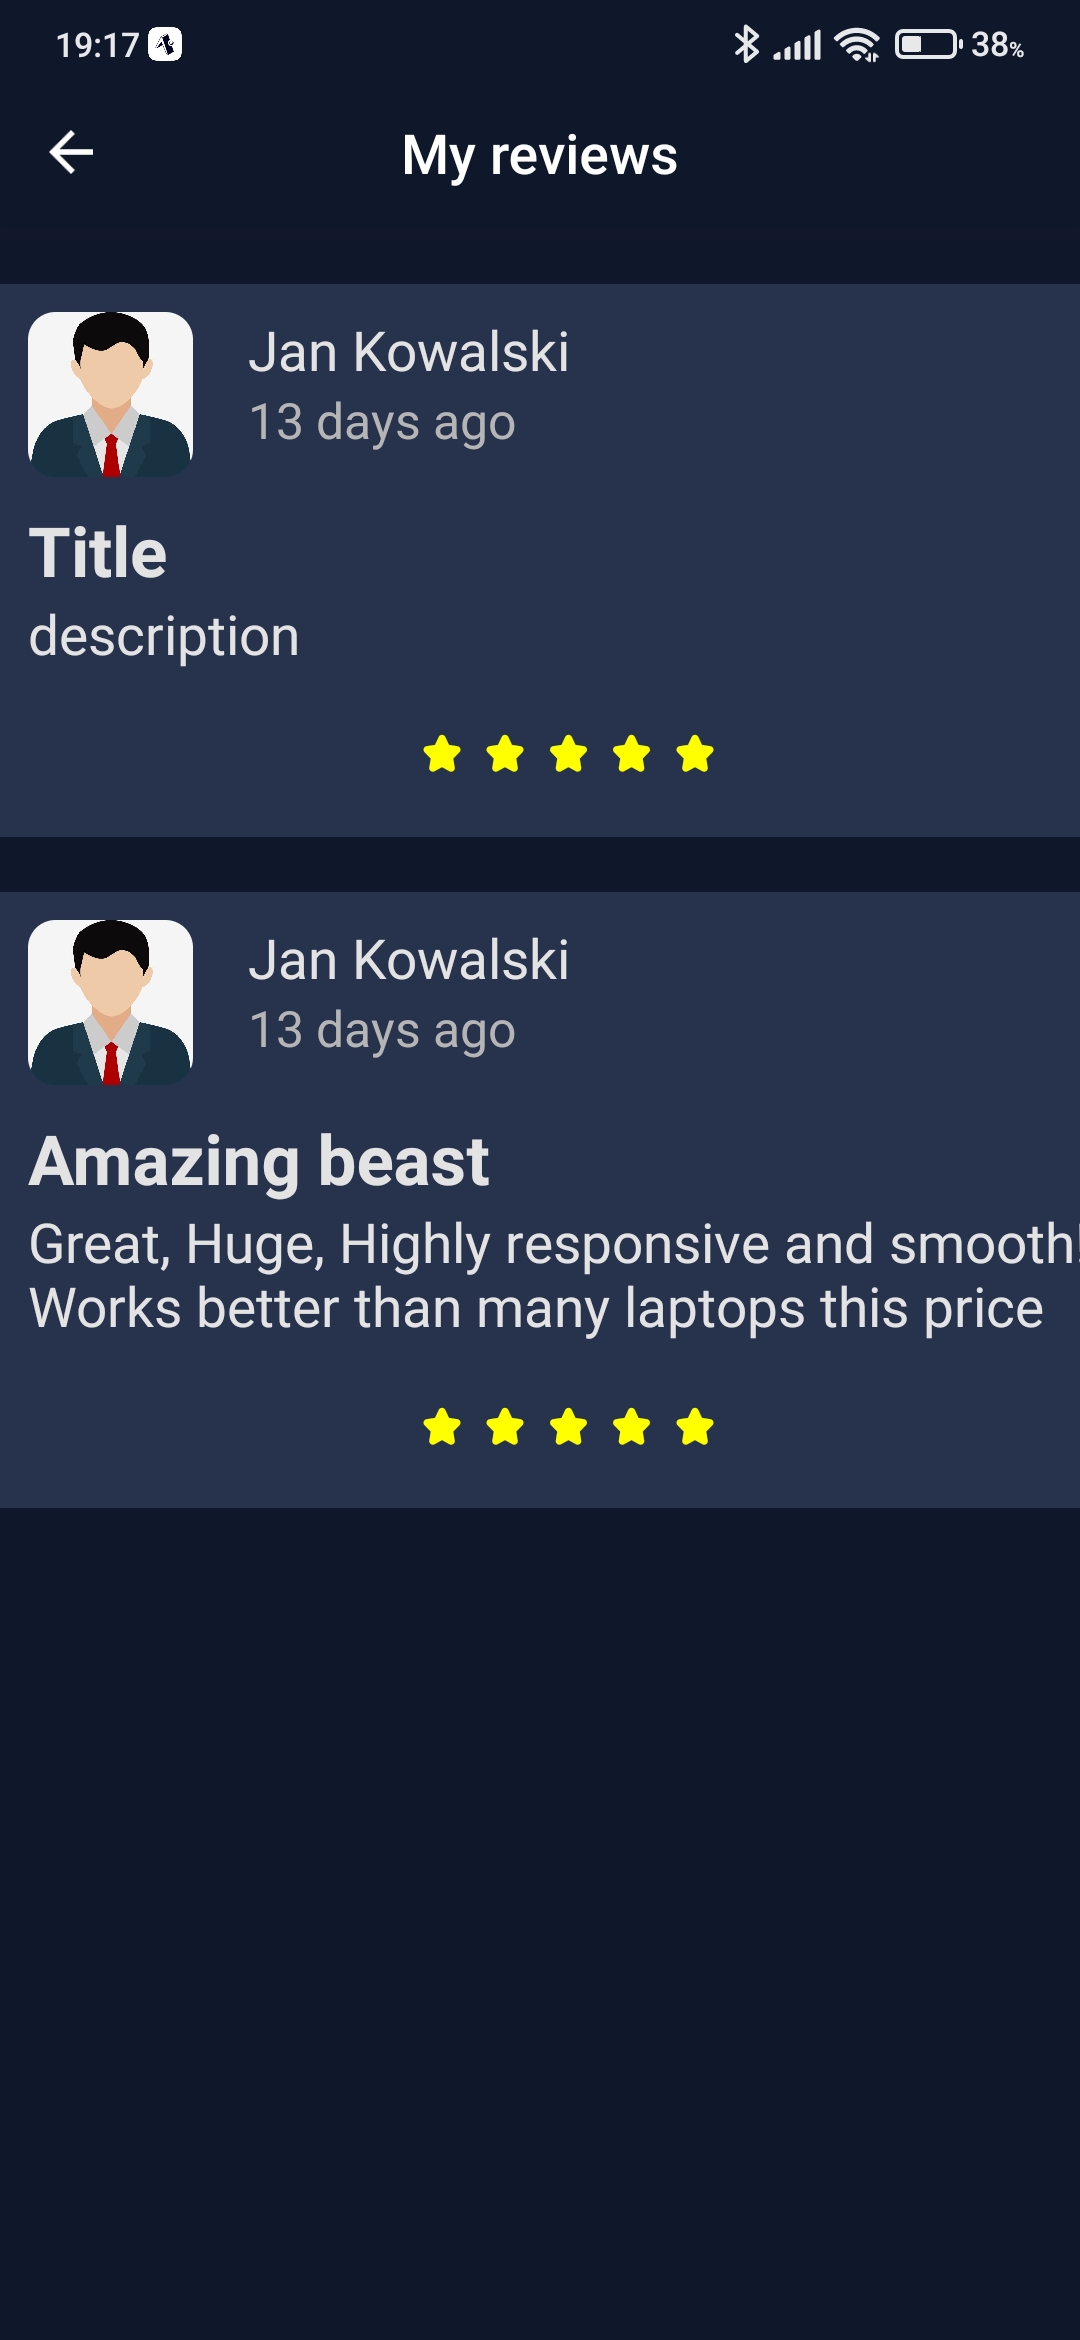 19:17
38%
My reviews
Jan Kowalski
13 days ago
Title
description
Jan Kowalski
13 days ago
Amazing beast
Great, Huge, Highly responsive and smooth!
Works better than many laptops this price